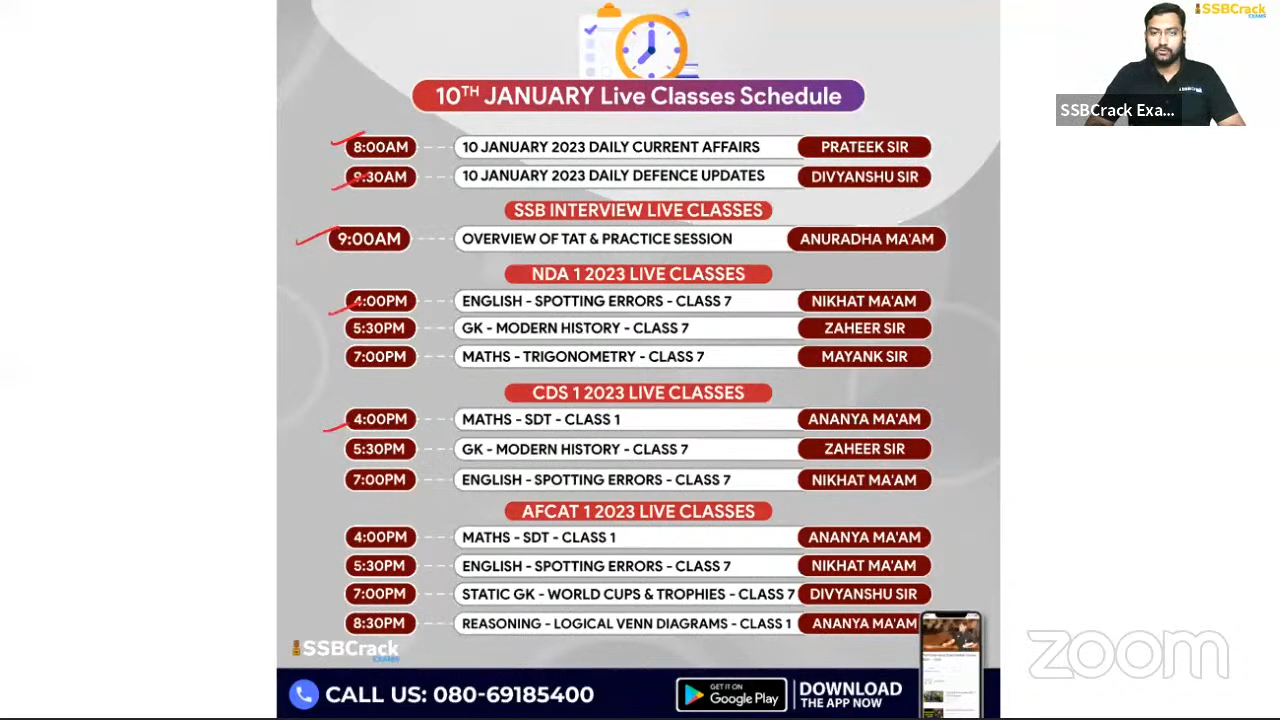 SSBCrack
EXAMS
SSBCrack Exa...
10TH JANUARY Live Classes Schedule
8:00AM 10 JANUARY 2023 DAILY CURRENT AFFAIRS PRATEEK SIR
9:30AM 10 JANUARY 2023 DAILY DEFENCE UPDATES DIVYANSHU SIR
SSB INTERVIEW LIVE CLASSES
9:00AM OVERVIEW OF TAT & PRACTICE SESSION ANURADHA MA'AM
NDA 1 2023 LIVE CLASSES
4:00PM ENGLISH - SPOTTING ERRORS - CLASS 7 NIKHAT MA'AM
5:30PM GK - MODERN HISTORY - CLASS 7 ZAHEER SIR
7:00PM MATHS - TRIGONOMETRY - CLASS 7 MAYANK SIR
CDS 1 2023 LIVE CLASSES
4:00PM MATHS - SDT - CLASS 1 ANANYA MA'AM
5:30PM GK - MODERN HISTORY - CLASS 7 ZAHEER SIR
7:00PM ENGLISH - SPOTTING ERRORS - CLASS 7 NIKHAT MA'AM
AFCAT 1 2023 LIVE CLASSES
4:00PM MATHS - SDT - CLASS 1 ANANYA MA'AM
5:30PM ENGLISH - SPOTTING ERRORS - CLASS 7 NIKHAT MA'AM
7:00PM STATIC GK - WORLD CUPS & TROPHIES - CLASS 7 DIVYANSHU SIR
8:30PM REASONING - LOGICAL VENN DIAGRAMS - CLASS 1 ANANYA MA'AM
SSBCrack
EXAMS
zoom
CALL US: 080-69185400
GET IT ON
Google Play
DOWNLOAD
THE APP NOW